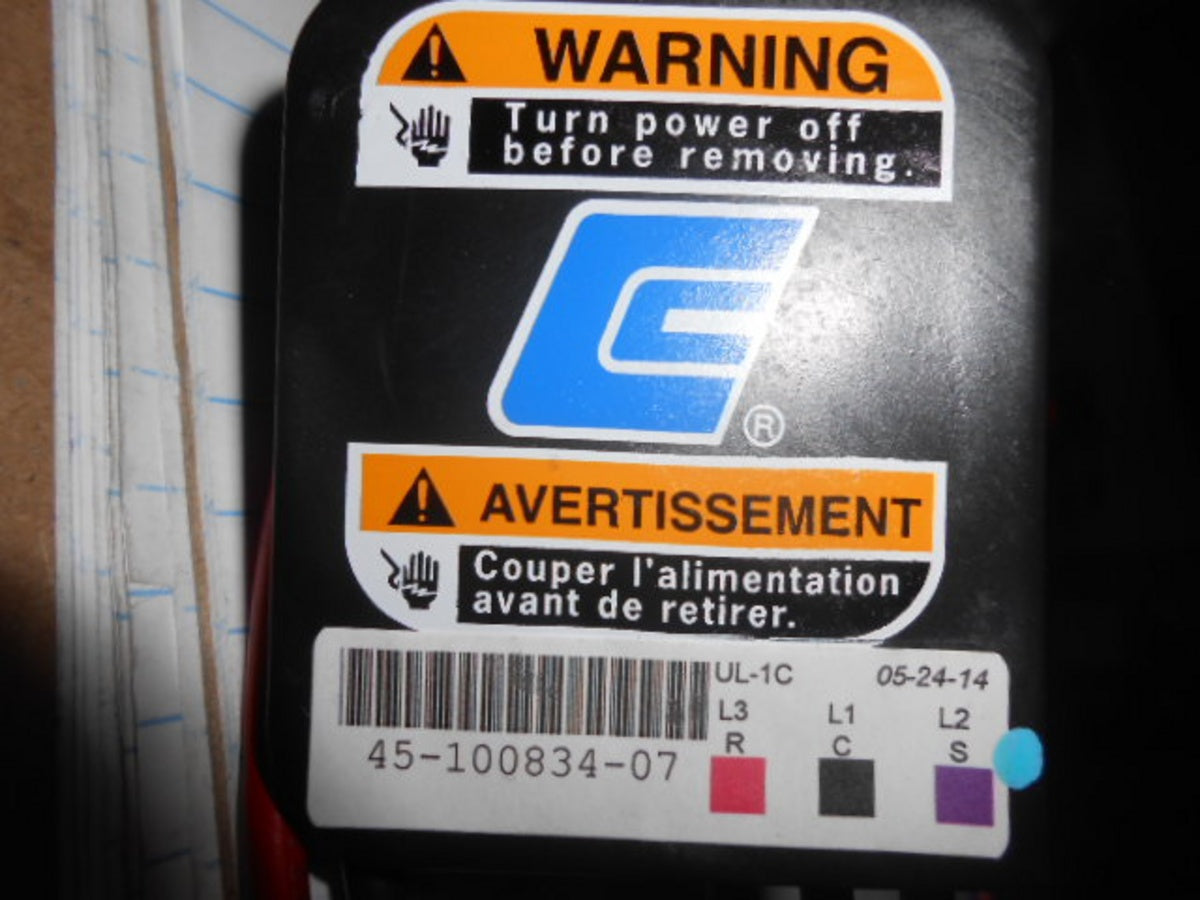 WARNING
Turn power off
before removing.
®
AVERTISSEMENT
Couper l'alimentation
avant de retirer.
UL-1C 05-24-14
L3 L1 L2
R C S
45-100834-07